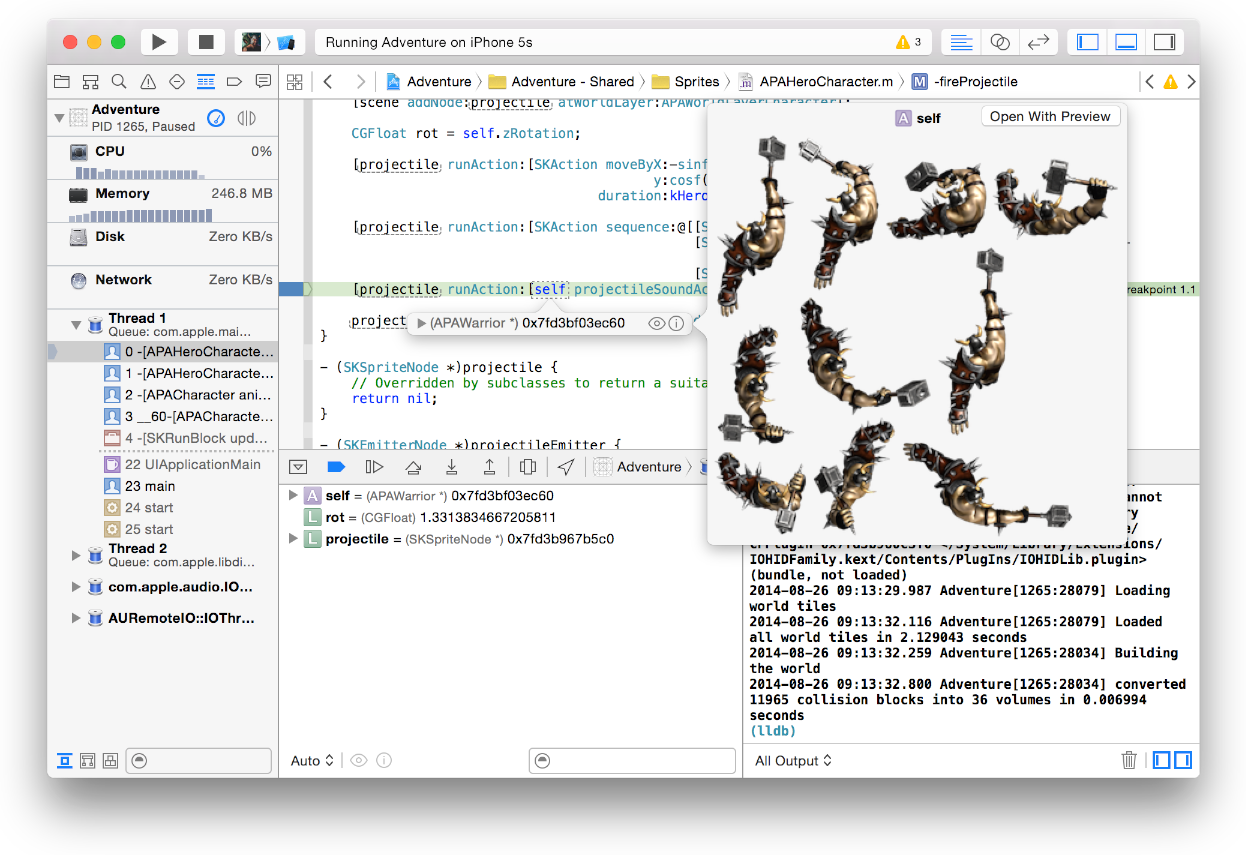 Running Adventure on iPhone 5s
3
Adventure
Adventure - Shared
Sprites
APAHeroCharacter.m
M -fireProjectile
Adventure
PID 1265, Paused
CPU 0%
Memory 246.8 MB
Disk Zero KB/s
Network Zero KB/s
Thread 1
Queue: com.apple.mai...
0 -[APAHeroCharacte...
1 -[APAHeroCharacte...
2 -[APACharacter ani...
3 __60-[APACharacte...
4 -[SKRunBlock upd...
22 UIApplicationMain
23 main
24 start
25 start
Thread 2
Queue: com.apple.libdi...
com.apple.audio.IO...
AURemoteIO::IOThr...
[scene addNode:projectile atWorldLayer:APAWorldLayerCharacter];
CGFloat rot = self.zRotation;
[projectile runAction:[SKAction moveByX:-sinf
y:cosf(
duration:kHero
[projectile runAction:[SKAction sequence:@[[S
[S
[S
[projectile runAction:[self projectileSoundAc
reakpoint 1.1
project
(APAWarrior *) 0x7fd3bf03ec60
}
- (SKSpriteNode *)projectile {
// Overridden by subclasses to return a suita
return nil;
}
- (SKEmitterNode *)projectileEmitter {
A self
Open With Preview
Adventure
A self = (APAWarrior *) 0x7fd3bf03ec60
L rot = (CGFloat) 1.3313834667205811
L projectile = (SKSpriteNode *) 0x7fd3b967b5c0
Auto
annot
ry
e/
IOHIDFamily.kext/Contents/PlugIns/IOHIDLib.plugin>
(bundle, not loaded)
2014-08-26 09:13:29.987 Adventure[1265:28079] Loading
world tiles
2014-08-26 09:13:32.116 Adventure[1265:28079] Loaded
all world tiles in 2.129043 seconds
2014-08-26 09:13:32.259 Adventure[1265:28034] Building
the world
2014-08-26 09:13:32.800 Adventure[1265:28034] converted
11965 collision blocks into 36 volumes in 0.006994
seconds
(lldb)
All Output